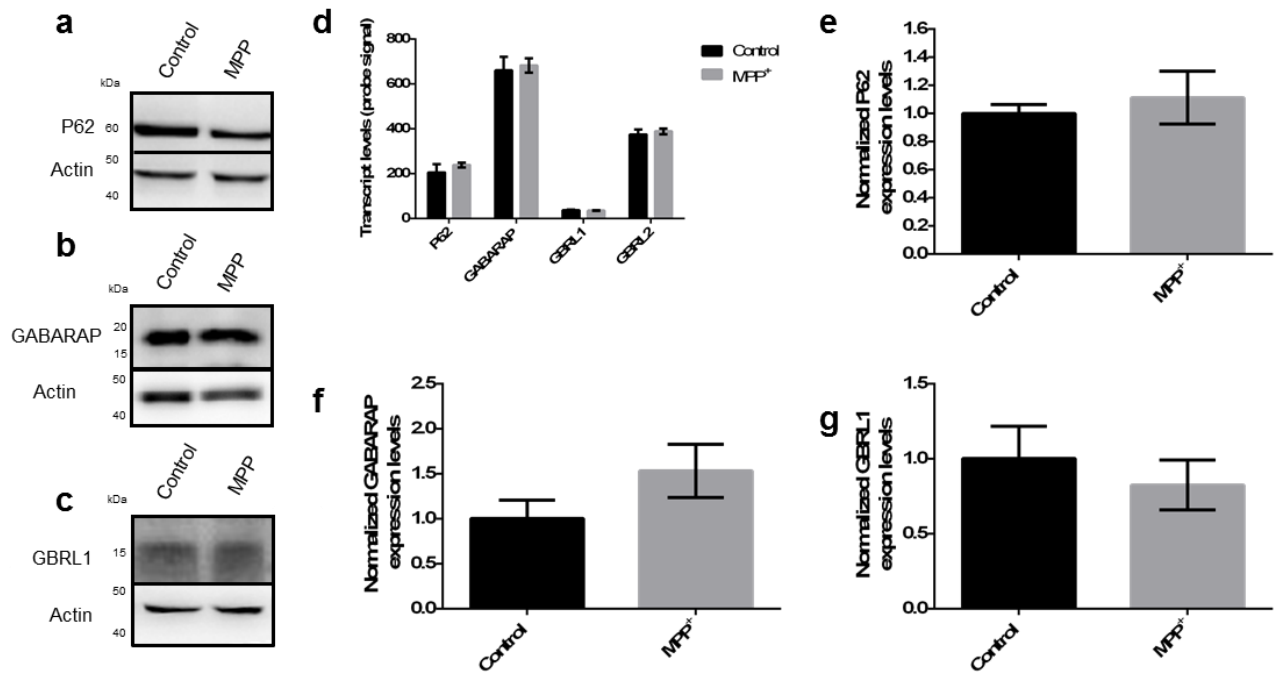 a
Control
MPP
kDa
P62
60
Actin
50
40
b
Control
MPP
kDa
GABARAP
20
15
Actin
50
40
c
Control
MPP
kDa
GBRL1
15
Actin
50
40
d
Transcript levels (probe signal)
800
600
400
200
0
P62
GABARAP
GBRL1
GBRL2
Control
MPP⁺
e
Normalized P62
expression levels
1.6
1.4
1.2
1.0
0.8
0.6
0.4
0.2
0.0
Control
MPP⁺
f
Normalized GABARAP
expression levels
2.5
2.0
1.5
1.0
0.5
0.0
Control
MPP⁺
g
Normalized GBRL1
expression levels
1.5
1.0
0.5
0.0
Control
MPP⁺